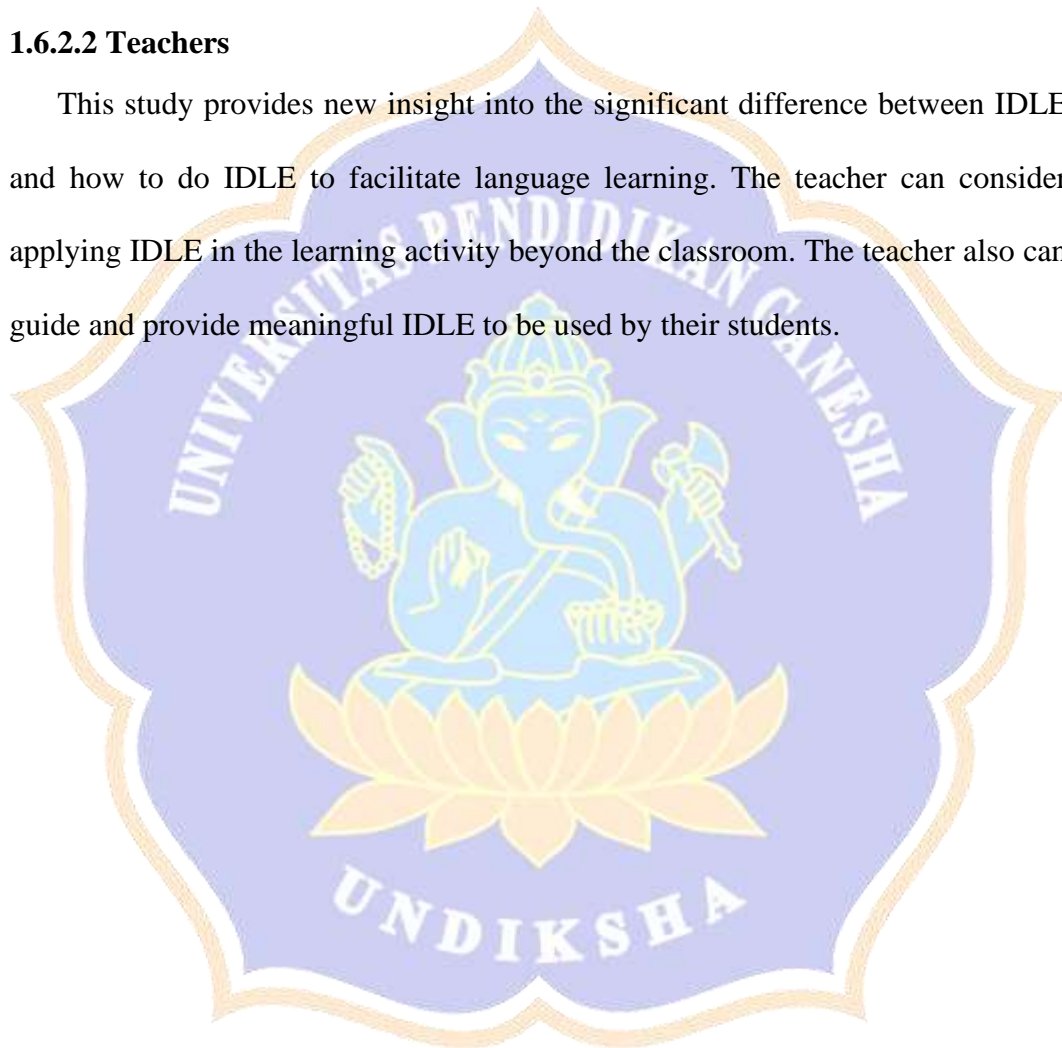 1.6.2.2 Teachers
This study provides new insight into the significant difference between IDLE
and how to do IDLE to facilitate language learning. The teacher can consider
applying IDLE in the learning activity beyond the classroom. The teacher also can
guide and provide meaningful IDLE to be used by their students.
UNIVERSITAS PENDIDIKAN GANESHA
UNDIKSHA